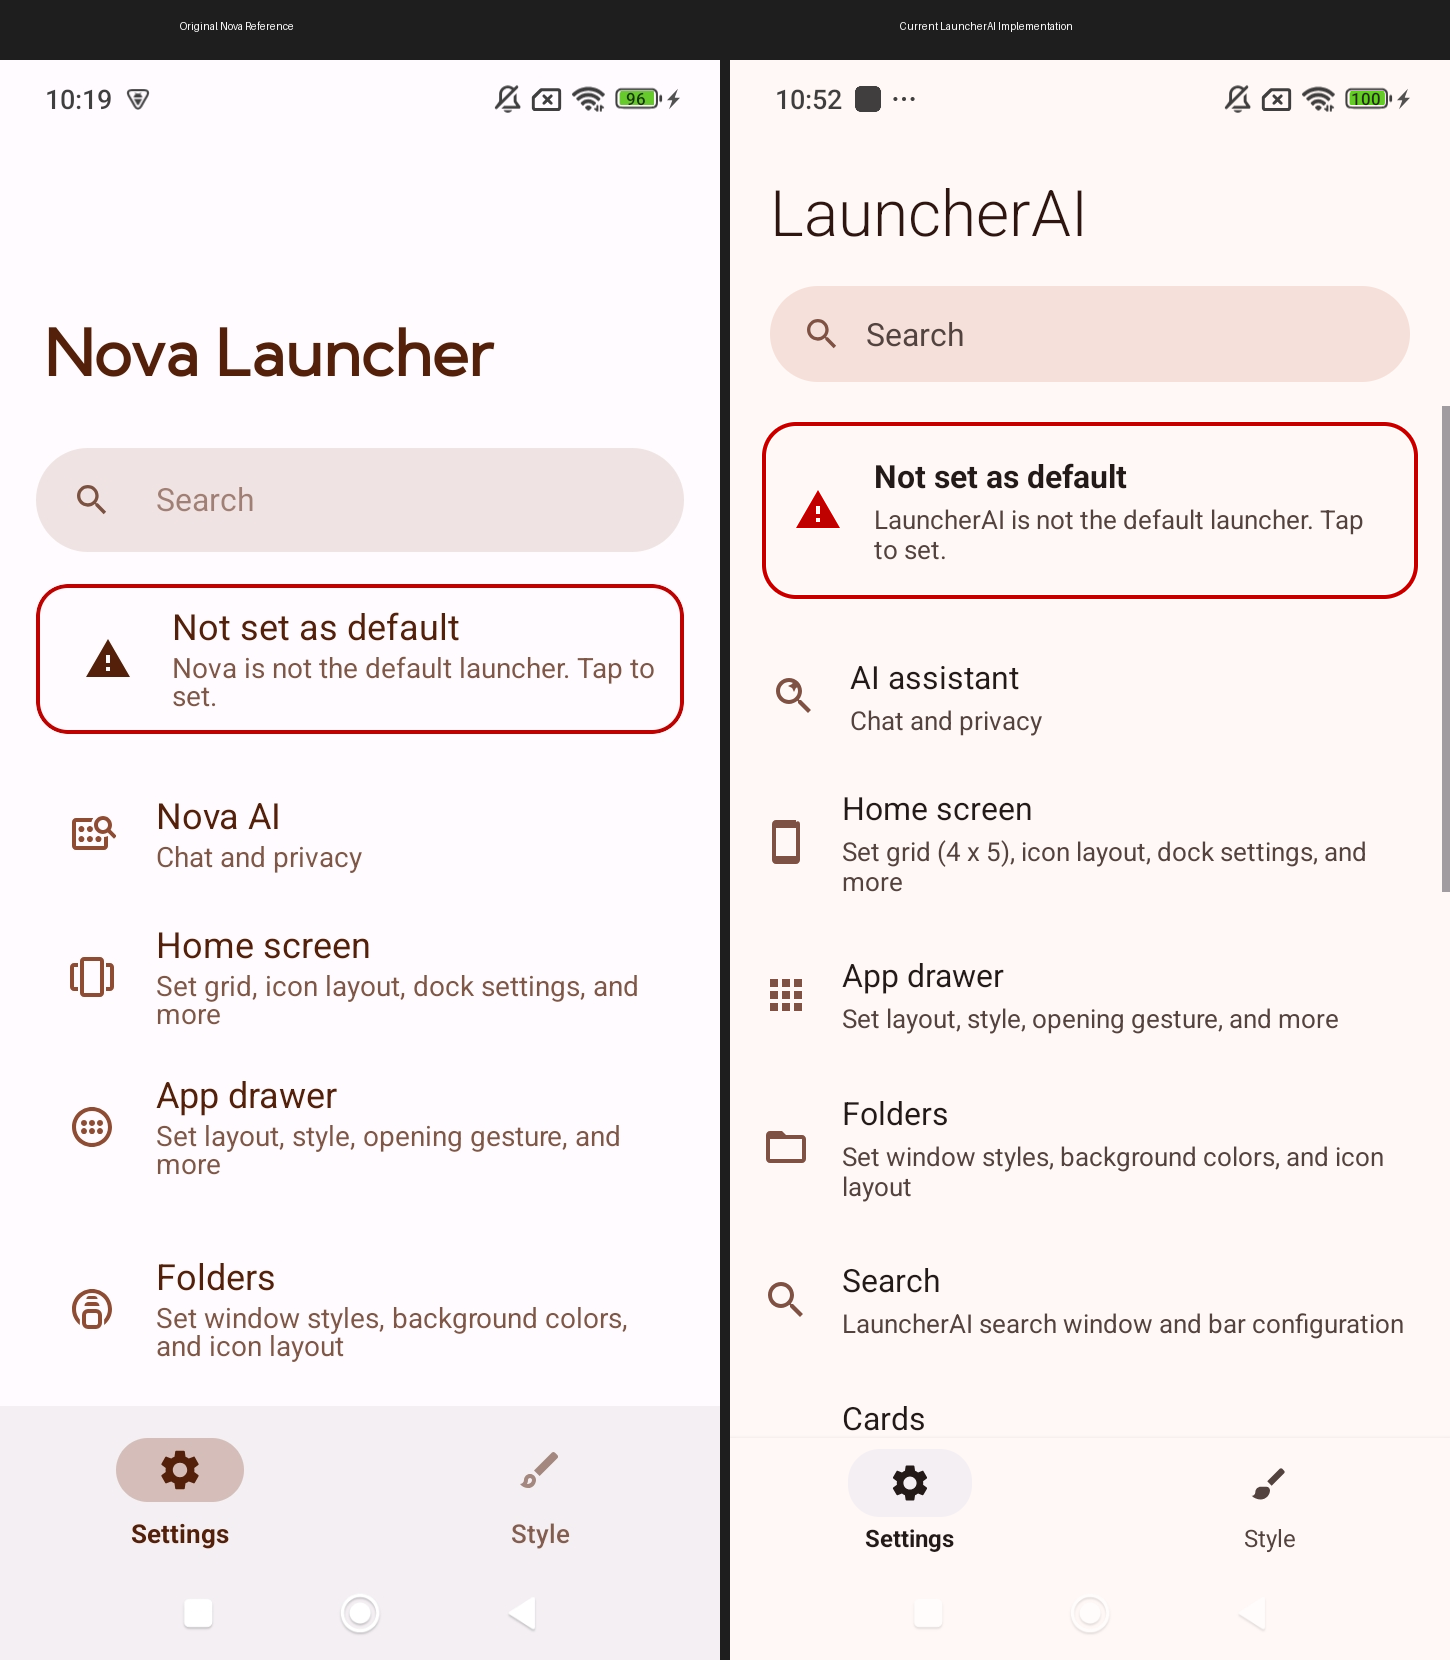 Original Nova Reference
10:19
96
Nova Launcher
Search
Not set as default
Nova is not the default launcher. Tap to
set.
Nova AI
Chat and privacy
Home screen
Set grid, icon layout, dock settings, and
more
App drawer
Set layout, style, opening gesture, and
more
Folders
Set window styles, background colors,
and icon layout
Settings
Style
Current LauncherAI Implementation
10:52
100
LauncherAI
Search
Not set as default
LauncherAI is not the default launcher. Tap
to set.
AI assistant
Chat and privacy
Home screen
Set grid (4 x 5), icon layout, dock settings, and
more
App drawer
Set layout, style, opening gesture, and more
Folders
Set window styles, background colors, and icon
layout
Search
LauncherAI search window and bar configuration
Cards
Settings
Style